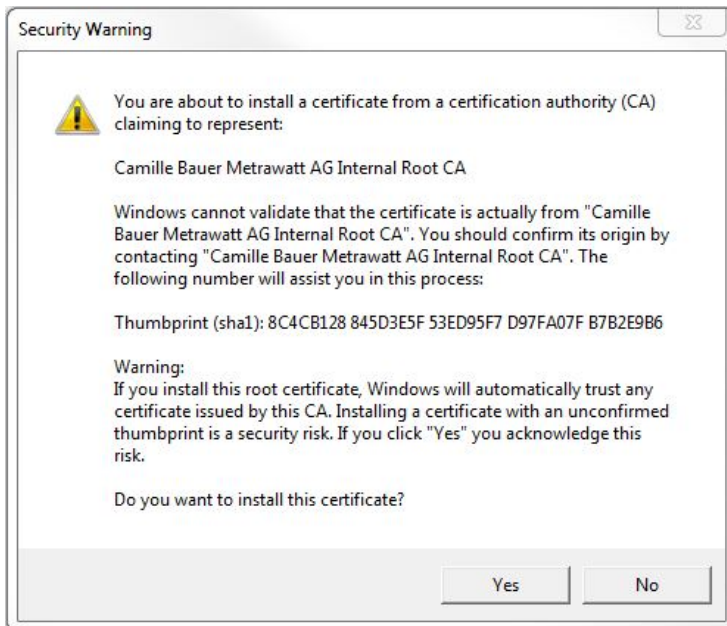 Security Warning
You are about to install a certificate from a certification authority (CA)
claiming to represent:
Camille Bauer Metrawatt AG Internal Root CA
Windows cannot validate that the certificate is actually from "Camille
Bauer Metrawatt AG Internal Root CA". You should confirm its origin by
contacting "Camille Bauer Metrawatt AG Internal Root CA". The
following number will assist you in this process:
Thumbprint (sha1): 8C4CB128 845D3E5F 53ED95F7 D97FA07F B7B2E9B6
Warning:
If you install this root certificate, Windows will automatically trust any
certificate issued by this CA. Installing a certificate with an unconfirmed
thumbprint is a security risk. If you click "Yes" you acknowledge this
risk.
Do you want to install this certificate?
Yes
No